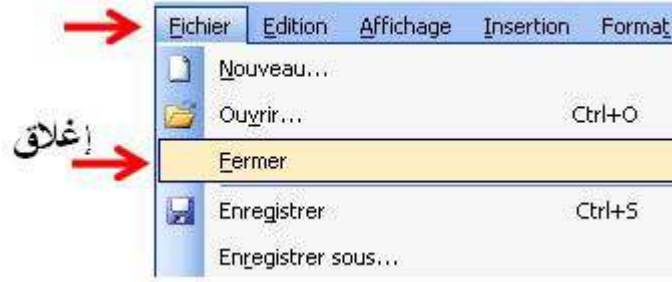 Fichier Edition Affichage Insertion Format
Nouveau...
Ouvrir... Ctrl+O
إغلاق
Fermer
Enregistrer Ctrl+S
Enregistrer sous...